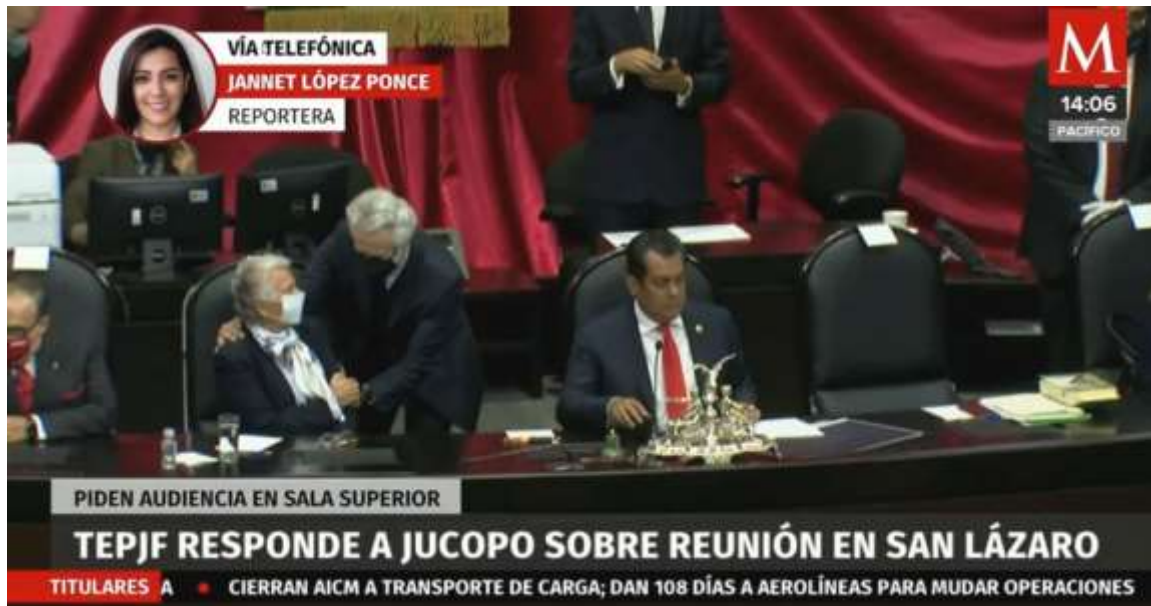 VÍA TELEFÓNICA
JANNET LÓPEZ PONCE
REPORTERA
M
14:06
PACÍFICO
PIDEN AUDIENCIA EN SALA SUPERIOR
TEPJF RESPONDE A JUCOPO SOBRE REUNIÓN EN SAN LÁZARO
TITULARES A • CIERRAN AICM A TRANSPORTE DE CARGA; DAN 108 DÍAS A AEROLÍNEAS PARA MUDAR OPERACIONES